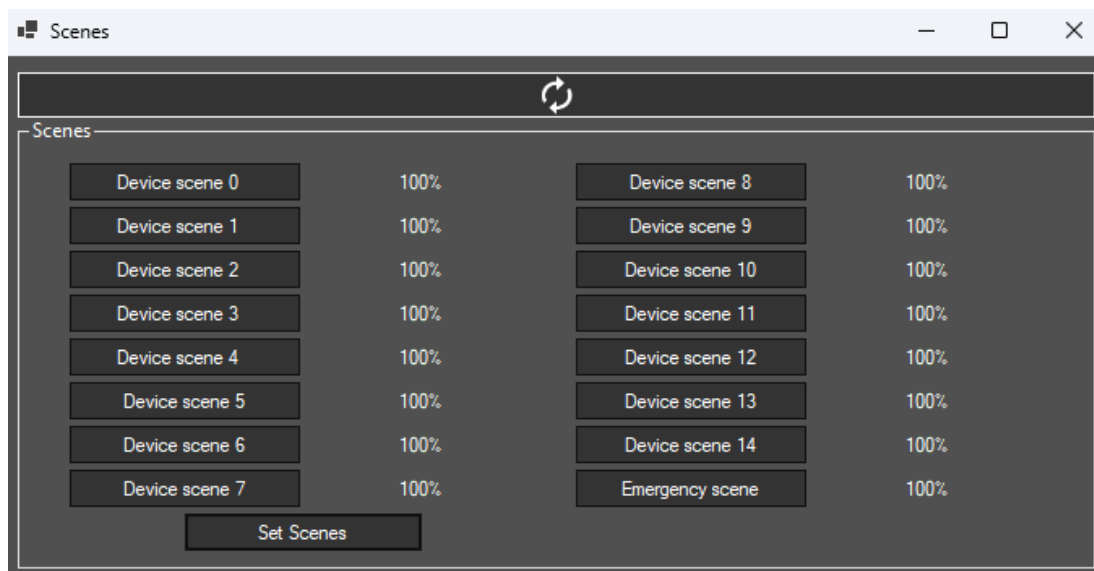 Scenes
Scenes
Device scene 0 100% Device scene 8 100%
Device scene 1 100% Device scene 9 100%
Device scene 2 100% Device scene 10 100%
Device scene 3 100% Device scene 11 100%
Device scene 4 100% Device scene 12 100%
Device scene 5 100% Device scene 13 100%
Device scene 6 100% Device scene 14 100%
Device scene 7 100% Emergency scene 100%
Set Scenes